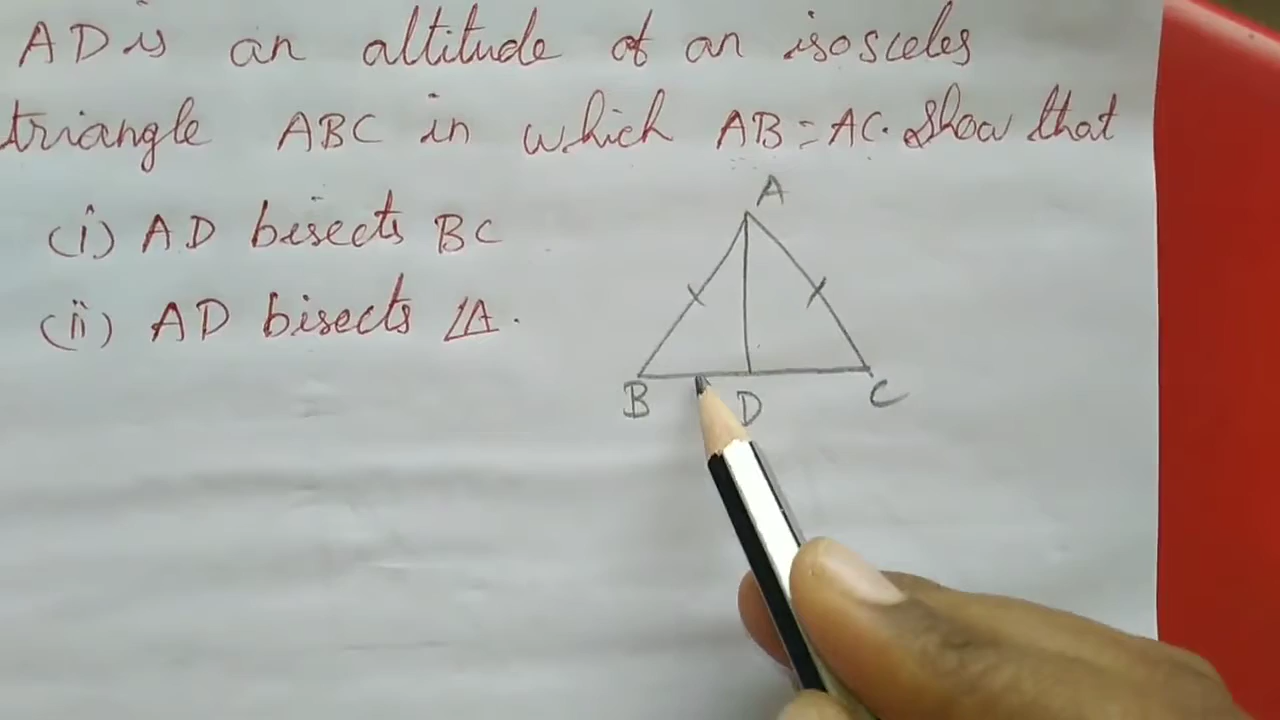 AD is an altitude of an isosceles
triangle ABC in which AB = AC. Show that
(i) AD bisects BC
(ii) AD bisects ∠A.
A
B D C